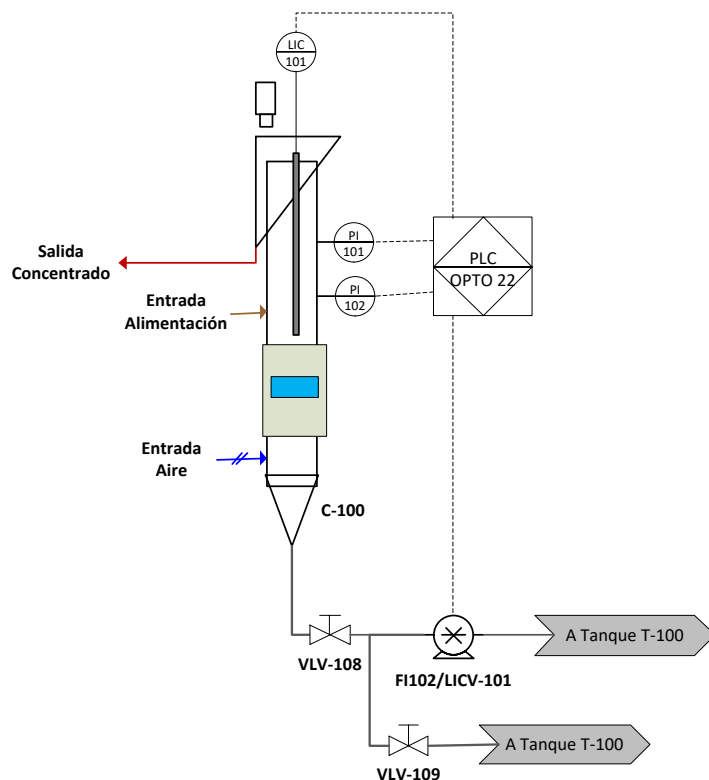 LIC
101
PI
101
PLC
OPTO 22
Salida
Concentrado
PI
102
Entrada
Alimentación
Entrada
Aire
C-100
A Tanque T-100
VLV-108
FI102/LICV-101
A Tanque T-100
VLV-109